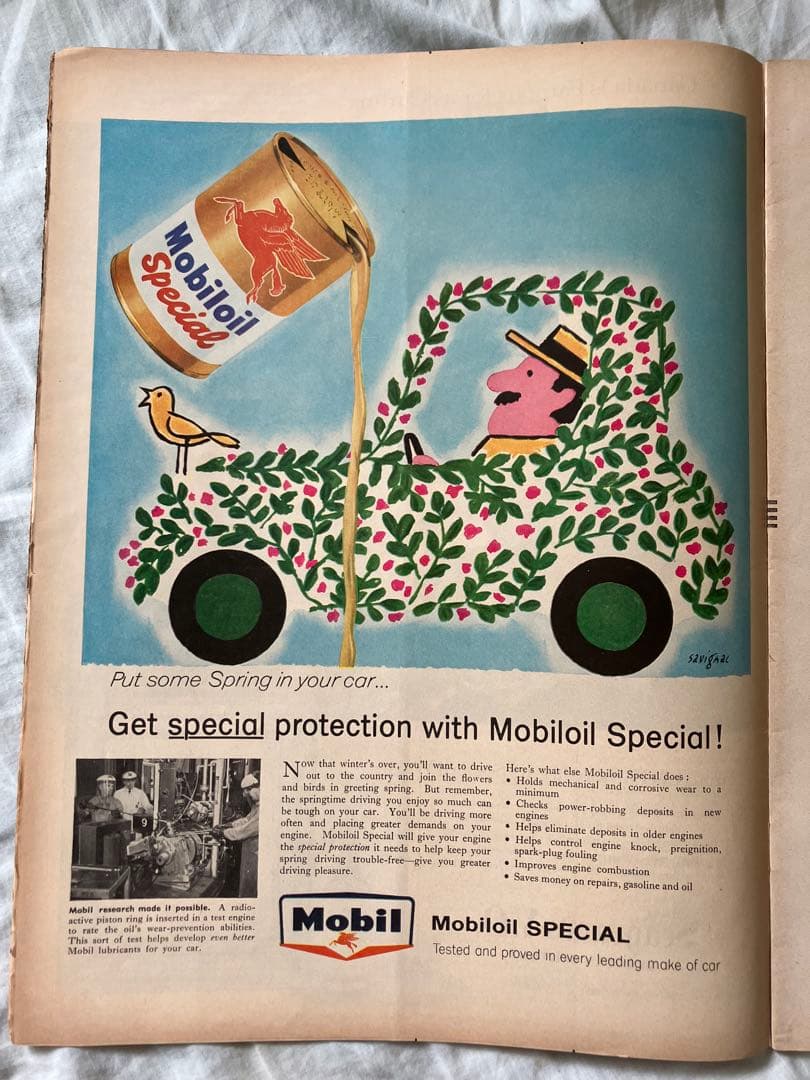 Mobiloil
Special
savignac
Put some Spring in your car...
Get special protection with Mobiloil Special!
9
Mobil research made it possible. A radio-
active piston ring is inserted in a test engine
to rate the oil's wear-prevention abilities.
This sort of test helps develop even better
Mobil lubricants for your car.
Now that winter's over, you'll want to drive
out to the country and join the flowers
and birds in greeting spring. But remember,
the springtime driving you enjoy so much can
be tough on your car. You'll be driving more
often and placing greater demands on your
engine. Mobiloil Special will give your engine
the special protection it needs to help keep your
spring driving trouble-free—give you greater
driving pleasure.
Here's what else Mobiloil Special does:
• Holds mechanical and corrosive wear to a
minimum
• Checks power-robbing deposits in new
engines
• Helps eliminate deposits in older engines
• Helps control engine knock, preignition,
spark-plug fouling
• Improves engine combustion
• Saves money on repairs, gasoline and oil
Mobil
Mobiloil SPECIAL
Tested and proved in every leading make of car